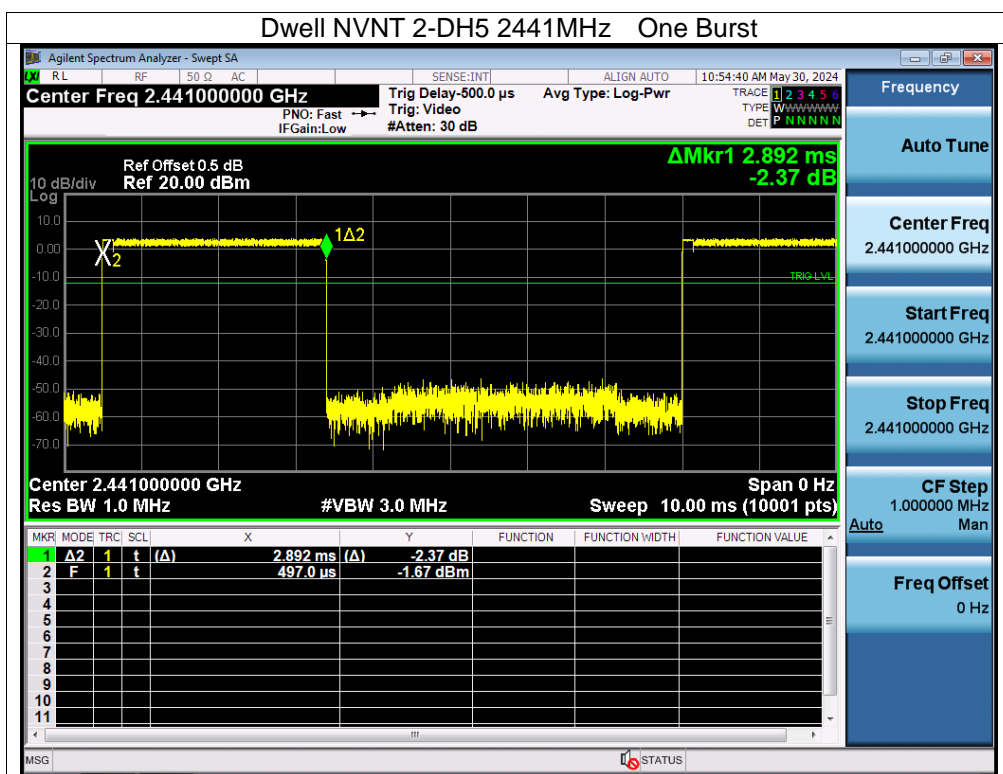 Dwell NVNT 2-DH5 2441MHz One Burst
Agilent Spectrum Analyzer - Swept SA
LXI RL RF 50 Ω AC SENSE:INT ALIGN AUTO 10:54:40 AM May 30, 2024
Center Freq 2.441000000 GHz
PNO: Fast
IFGain:Low
Trig Delay-500.0 µs
Trig: Video
#Atten: 30 dB
Avg Type: Log-Pwr
TRACE 1 2 3 4 5 6
TYPE WWWWWW
DET P N N N N N
ΔMkr1 2.892 ms
-2.37 dB
Ref Offset 0.5 dB
10 dB/div Ref 20.00 dBm
Log
10.0
0.00
-10.0
-20.0
-30.0
-40.0
-50.0
-60.0
-70.0
X2
1Δ2
TRIG LVL
Center 2.441000000 GHz Span 0 Hz
Res BW 1.0 MHz #VBW 3.0 MHz Sweep 10.00 ms (10001 pts)
MKR MODE TRC SCL X Y FUNCTION FUNCTION WIDTH FUNCTION VALUE
1 Δ2 1 t (Δ) 2.892 ms (Δ) -2.37 dB
2 F 1 t 497.0 µs -1.67 dBm
3
4
5
6
7
8
9
10
11
MSG STATUS
Frequency
Auto Tune
Center Freq
2.441000000 GHz
Start Freq
2.441000000 GHz
Stop Freq
2.441000000 GHz
CF Step
1.000000 MHz
Auto Man
Freq Offset
0 Hz